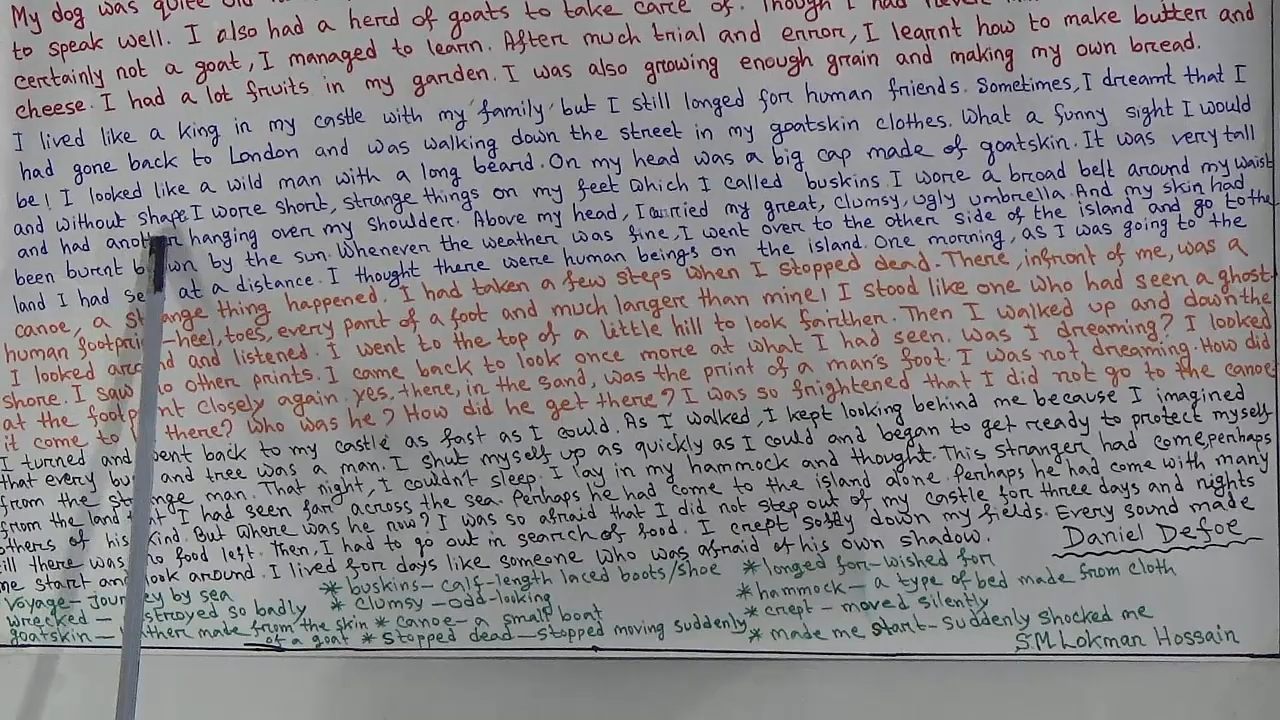 My dog was quite old
to speak well. I also had a herd of goats to take care of. Though I had never
certainly not a goat, I managed to learn. After much trial and error, I learnt how to make butter and
cheese. I had a lot fruits in my garden. I was also growing enough grain and making my own bread.
I lived like a king in my castle with my 'family' but I still longed for human friends. Sometimes, I dreamt that I
had gone back to London and was walking down the street in my goatskin clothes. What a funny sight I would
be! I looked like a wild man with a long beard. On my head was a big cap made of goatskin. It was very tall
and without shape. I wore short, strange things on my feet which I called buskins. I wore a broad belt around my waist
and had another hanging over my shoulder. Above my head, I carried my great, clumsy, ugly umbrella. And my skin had
been burnt brown by the sun. Whenever the weather was fine, I went over to the other side of the island and go to the
land I had se at a distance. I thought there were human beings on the island. One morning, as I was going to the
canoe, a strange thing happened. I had taken a few steps when I stopped dead. There, infront of me, was a
human footprin —heel, toes, every part of a foot and much larger than mine! I stood like one who had seen a ghost.
I looked around and listened. I went to the top of a little hill to look fairther. Then I walked up and down the
shore. I saw no other prints. I came back to look once more at what I had seen. Was I dreaming? I looked
at the footprint closely again yes, there, in the sand, was the print of a man's foot. I was not dreaming. How did
it come to there? Who was he? How did he get there? I was so frightened that I did not go to the canoe
I turned and went back to my castle as fast as I could. As I walked, I kept looking behind me because I imagined
that every bu and tree was a man. I shut myself up as quickly as I could and began to get ready to protect myself
from the strange man. That night, I couldn't sleep. I lay in my hammock and thought. This stranger had come, perhaps
from the land at I had seen far across the sea. Perhaps he had come to the island alone. Perhaps he had come with many
others of his kind. But where was he now? I was so afraid that I did not step out of my castle for three days and nights
ill there was no food left. Then, I had to go out in search of food. I crept softly down my fields. Every sound made
me start and look around. I lived for days like someone who was afraid of his own shadow.
Daniel Defoe
voyage— Journey by sea * buskins— calf-length laced boots/shoe * longed for—wished for
wrecked — destroyed so badly * clumsy —odd-looking * hammock— a type of bed made from cloth
goatskin— leather made from the skin of a goat * canoe— a small boat * crept — moved silently
* stopped dead—stopped moving suddenly * made me start—suddenly shocked me
S.M Lokman Hossain